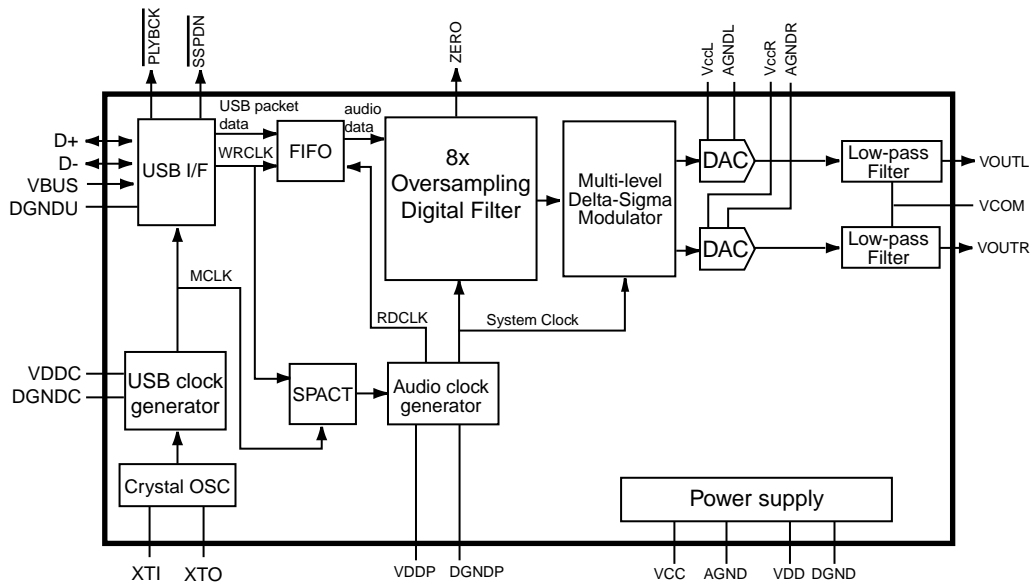 PLYBCK
SSPDN
ZERO
VccL
AGNDL
VccR
AGNDR
D+
D-
VBUS
DGNDU
USB I/F
USB packet
data
WRCLK
FIFO
audio
data
8x
Oversampling
Digital Filter
Multi-level
Delta-Sigma
Modulator
DAC
DAC
Low-pass
Filter
Low-pass
Filter
VOUTL
VCOM
VOUTR
MCLK
RDCLK
System Clock
VDDC
DGNDC
USB clock
generator
SPACT
Audio clock
generator
Crystal OSC
Power supply
XTI
XTO
VDDP
DGNDP
VCC
AGND
VDD
DGND